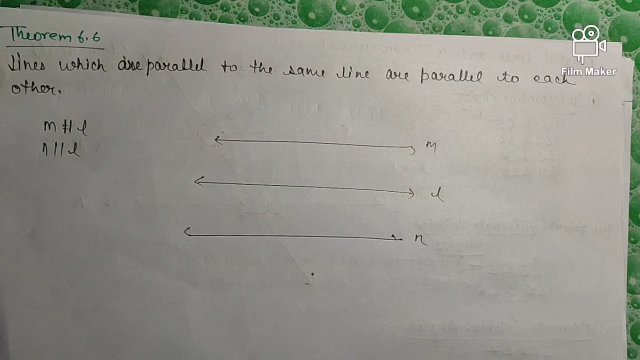 Theorem 6.6
Lines which are parallel to the same line are parallel to each
other.
m || l
n || l
m
l
n
Film Maker